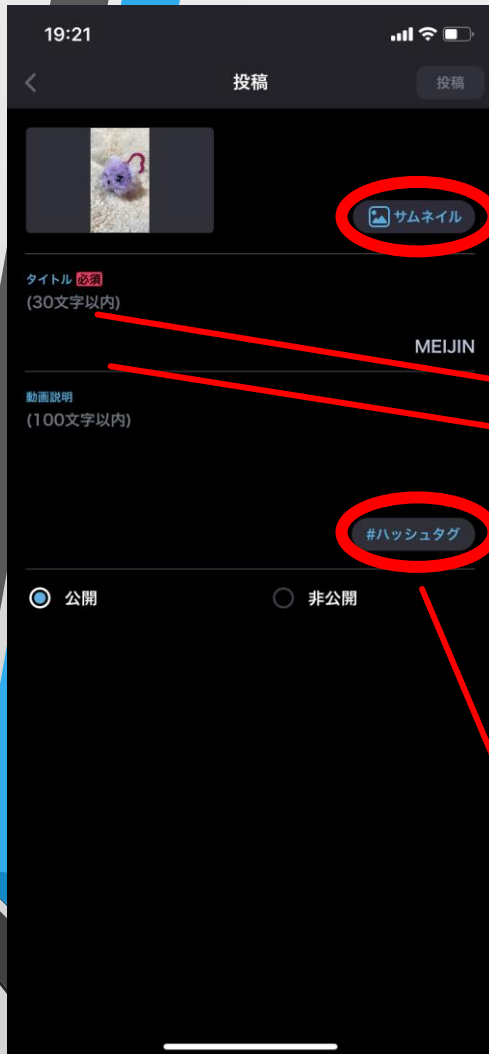 19:21
投稿
投稿
サムネイル
タイトル 必須
(30文字以内)
MEIJIN
動画説明
(100文字以内)
#ハッシュタグ
公開
非公開